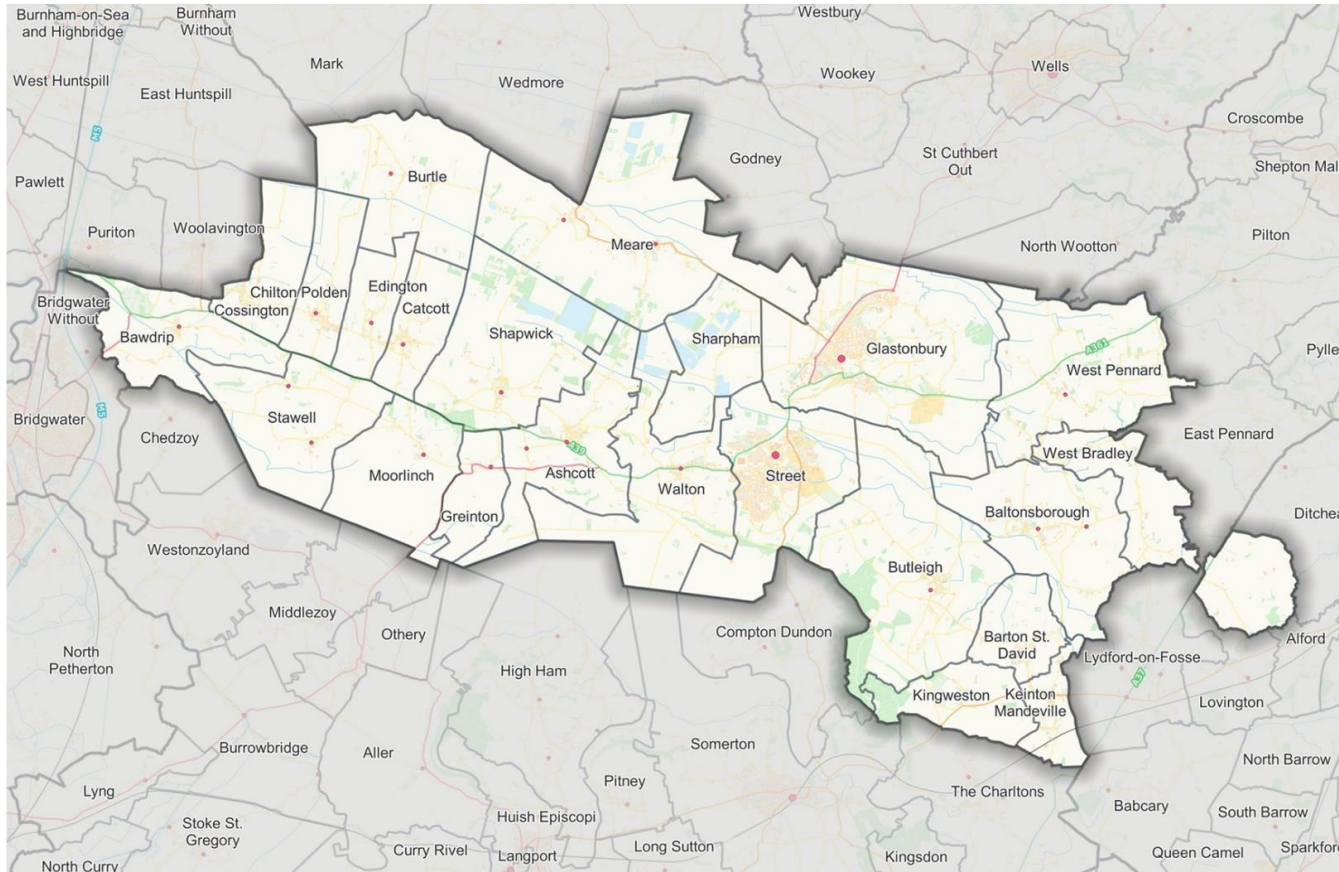 Burnham-on-Sea
and Highbridge
Burnham
Without
Westbury
Mark
Wedmore
Wookey
Wells
West Huntspill
East Huntspill
M5
Croscombe
Godney
St Cuthbert
Out
Shepton Mal
Pawlett
Burtle
Puriton
Woolavington
Meare
North Wootton
Pilton
Bridgwater
Without
Chilton Polden
Cossington
Edington
Catcott
Bawdrip
Shapwick
Sharpham
Glastonbury
A361
West Pennard
Pylle
Bridgwater
M5
Chedzoy
Stawell
Moorlinch
A39
Ashcott
Walton
Street
West Bradley
East Pennard
Greinton
Baltonsborough
Ditchea
Westonzoyland
Butleigh
Middlezoy
Othery
Compton Dundon
Barton St.
David
Alford
North
Petherton
High Ham
Lydford-on-Fosse
A37
Kingweston
Keinton
Mandeville
Lovington
Burrowbridge
Aller
Somerton
North Barrow
Lyng
Pitney
The Charltons
Babcary
South Barrow
Stoke St.
Gregory
Huish Episcopi
Curry Rivel
Langport
Long Sutton
Kingsdon
Queen Camel
Sparkford
North Curry